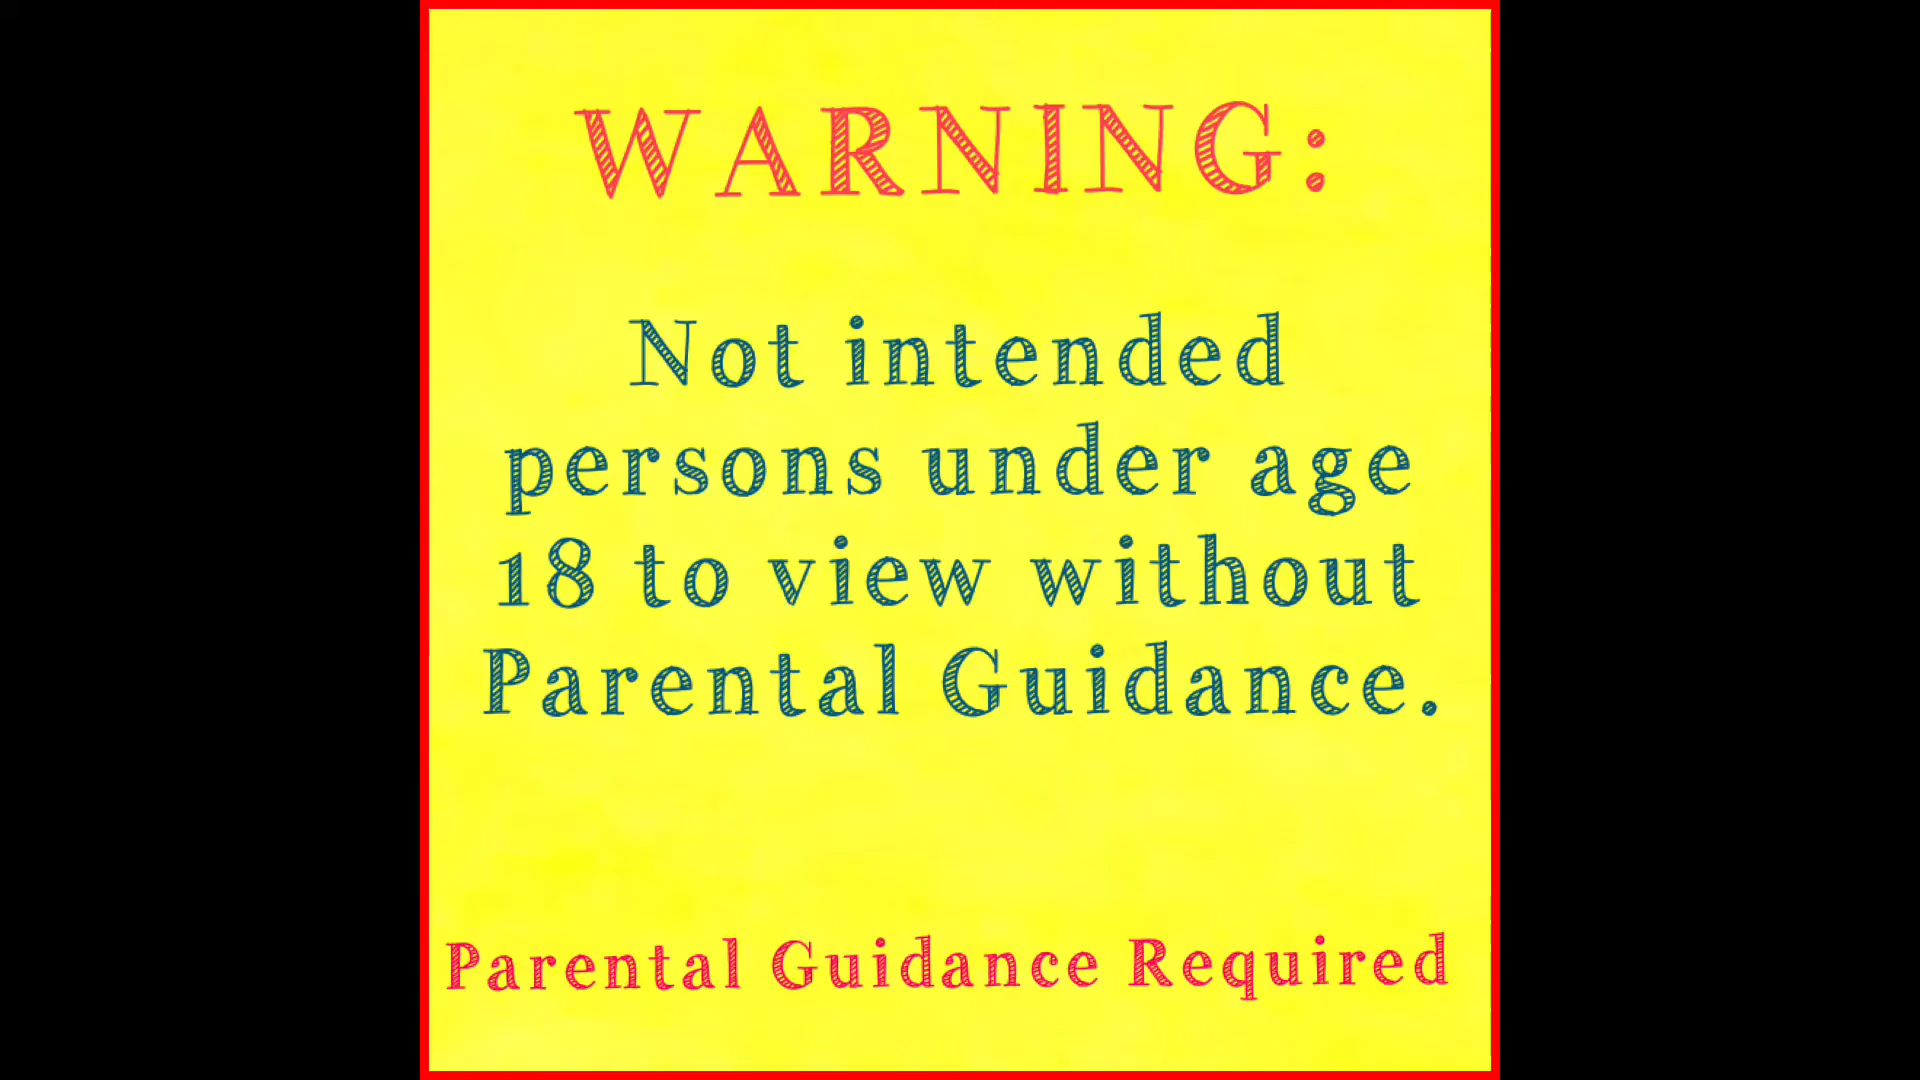 WARNING:
Not intended
persons under age
18 to view without
Parental Guidance.
Parental Guidance Required